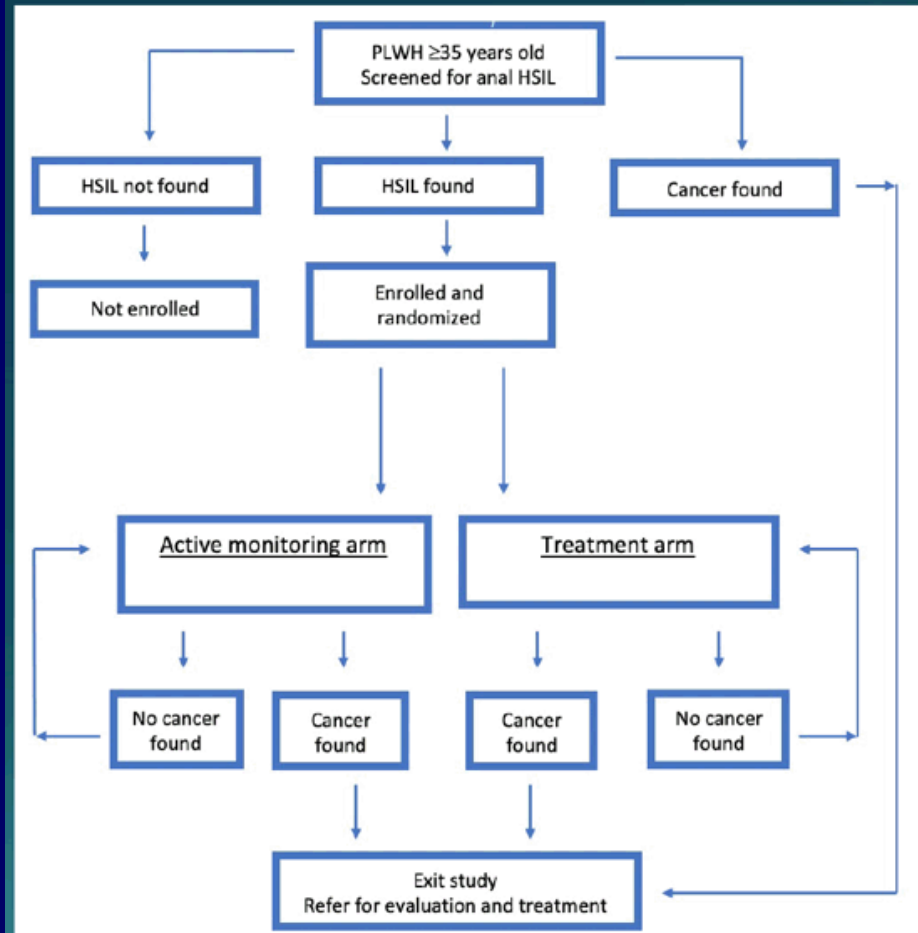 PLWH ≥35 years old
Screened for anal HSIL
HSIL not found
HSIL found
Cancer found
Not enrolled
Enrolled and
randomized
Active monitoring arm
Treatment arm
No cancer
found
Cancer
found
Cancer
found
No cancer
found
Exit study
Refer for evaluation and treatment